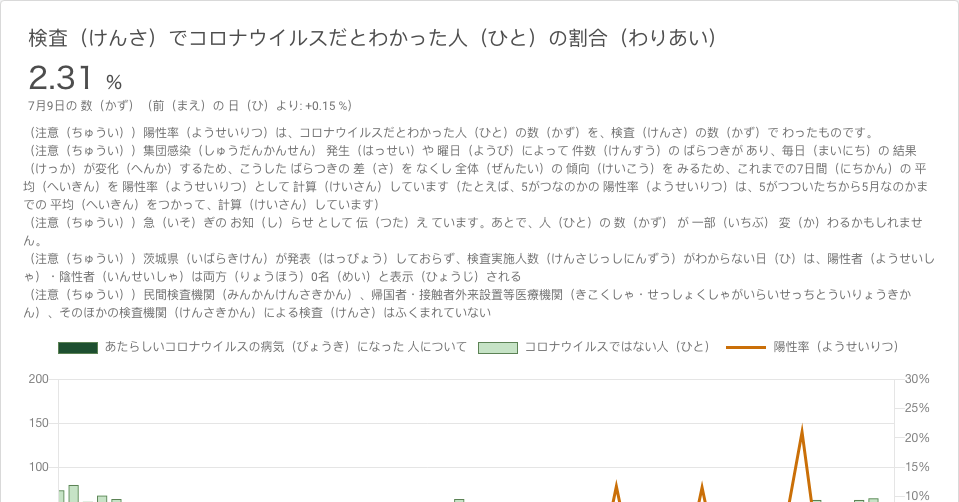 検査（けんさ）でコロナウイルスだとわかった人（ひと）の割合（わりあい）
2.31 %
7月9日の 数（かず）（前（まえ）の 日（ひ）より: +0.15 %）
（注意（ちゅうい））陽性率（ようせいりつ）は、コロナウイルスだとわかった人（ひと）の数（かず）を、検査（けんさ）の数（かず）で わったものです。
（注意（ちゅうい））集団感染（しゅうだんかんせん） 発生（はっせい）や 曜日（ようび）によって 件数（けんすう）の ばらつきが あり、毎日（まいにち）の 結果
（けっか）が変化（へんか）するため、こうした ばらつきの 差（さ）を なくし 全体（ぜんたい）の 傾向（けいこう）を みるため、これまでの7日間（にちかん）の 平
均（へいきん）を 陽性率（ようせいりつ）として 計算（けいさん）しています（たとえば、5がつなのかの 陽性率（ようせいりつ）は、5がつついたちから5月なのかま
での 平均（へいきん）をつかって、計算（けいさん）しています）
（注意（ちゅうい））急（いそ）ぎの お知（し）らせ として 伝（つた）え ています。あとで、人（ひと）の 数（かず） が 一部（いちぶ） 変（か）わるかもしれませ
ん。
（注意（ちゅうい））茨城県（いばらきけん）が発表（はっぴょう）しておらず、検査実施人数（けんさじっしにんずう）がわからない日（ひ）は、陽性者（ようせいし
ゃ）・陰性者（いんせいしゃ）は両方（りょうほう）0名（めい）と表示（ひょうじ）される
（注意（ちゅうい））民間検査機関（みんかんけんさきかん）、帰国者・接触者外来設置等医療機関（きこくしゃ・せっしょくしゃがいらいせっちとういりょうきか
ん）、そのほかの検査機関（けんさきかん）による検査（けんさ）はふくまれていない
あたらしいコロナウイルスの病気（びょうき）になった 人について コロナウイルスではない人（ひと） 陽性率（ようせいりつ）
200 30%
25%
150 20%
100 15%
10%